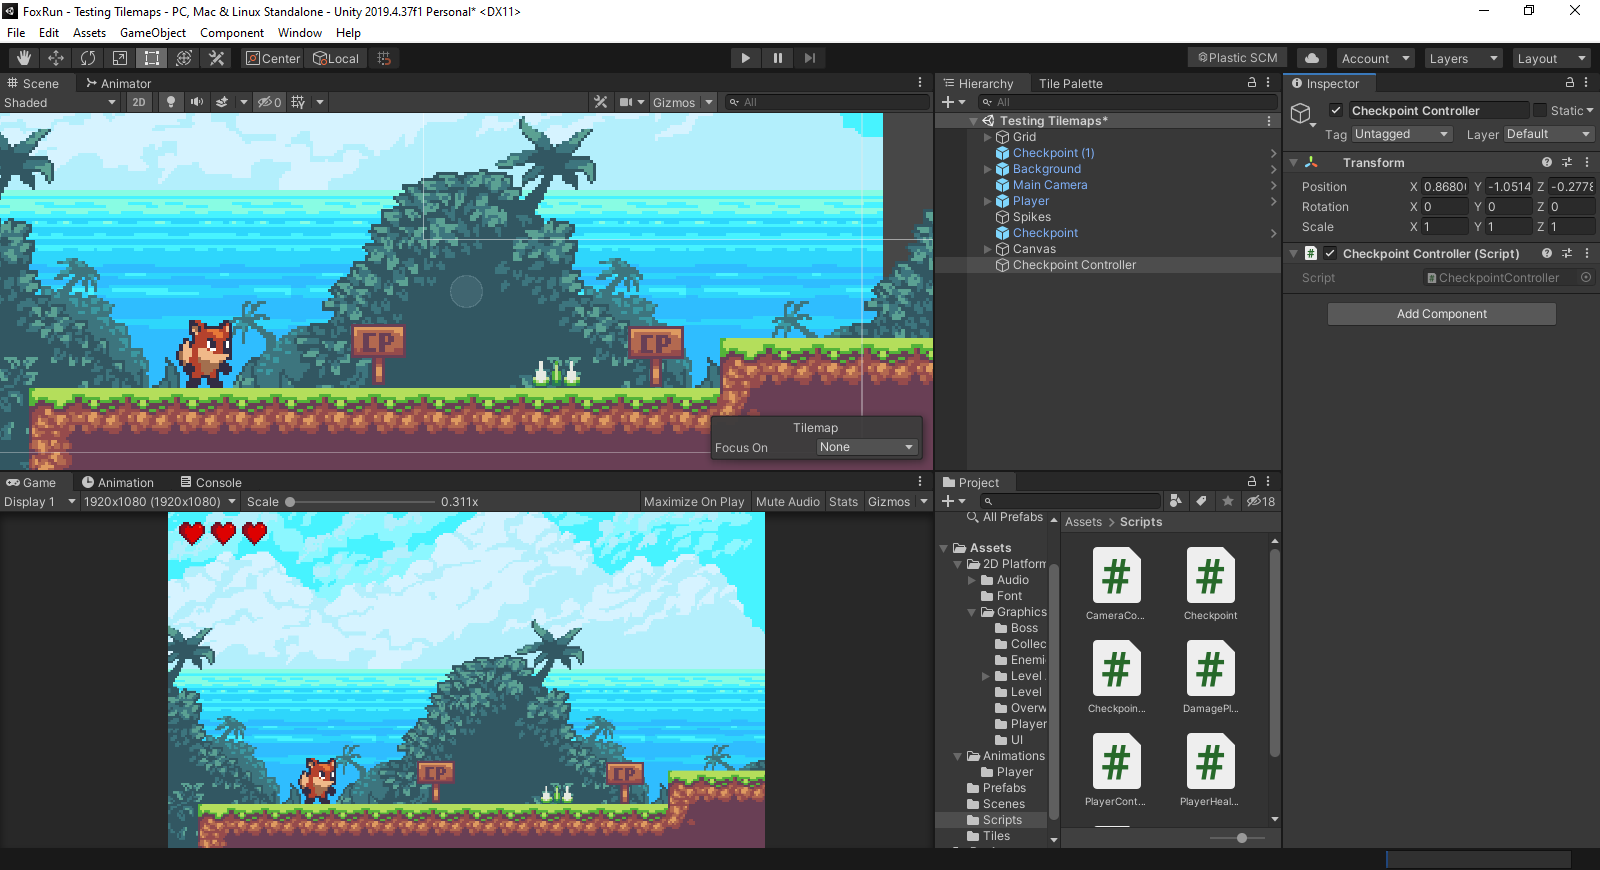 FoxRun - Testing Tilemaps - PC, Mac & Linux Standalone - Unity 2019.4.37f1 Personal* <DX11>
File Edit Assets GameObject Component Window Help
Center Local Plastic SCM Account Layers Layout
Scene Animator
Shaded 2D 0 Gizmos All
CP CP
Tilemap
Focus On None
Hierarchy Tile Palette
All
Testing Tilemaps*
Grid
Checkpoint (1)
Background
Main Camera
Player
Spikes
Checkpoint
Canvas
Checkpoint Controller
Inspector
Checkpoint Controller Static
Tag Untagged Layer Default
Transform
Position X 0.8680 Y -1.0514 Z -0.2778
Rotation X 0 Y 0 Z 0
Scale X 1 Y 1 Z 1
Checkpoint Controller (Script)
Script CheckpointController
Add Component
Game Animation Console
Display 1 1920x1080 (1920x1080) Scale 0.311x Maximize On Play Mute Audio Stats Gizmos
CP CP
Project
18
All Prefabs
Assets
2D Platform
Audio
Font
Graphics
Boss
Collec
Enemi
Level
Level
Overw
Player
UI
Animations
Player
Prefabs
Scenes
Scripts
Tiles
Assets > Scripts
CameraCo... Checkpoint
Checkpoin... DamagePl...
PlayerCont... PlayerHeal...